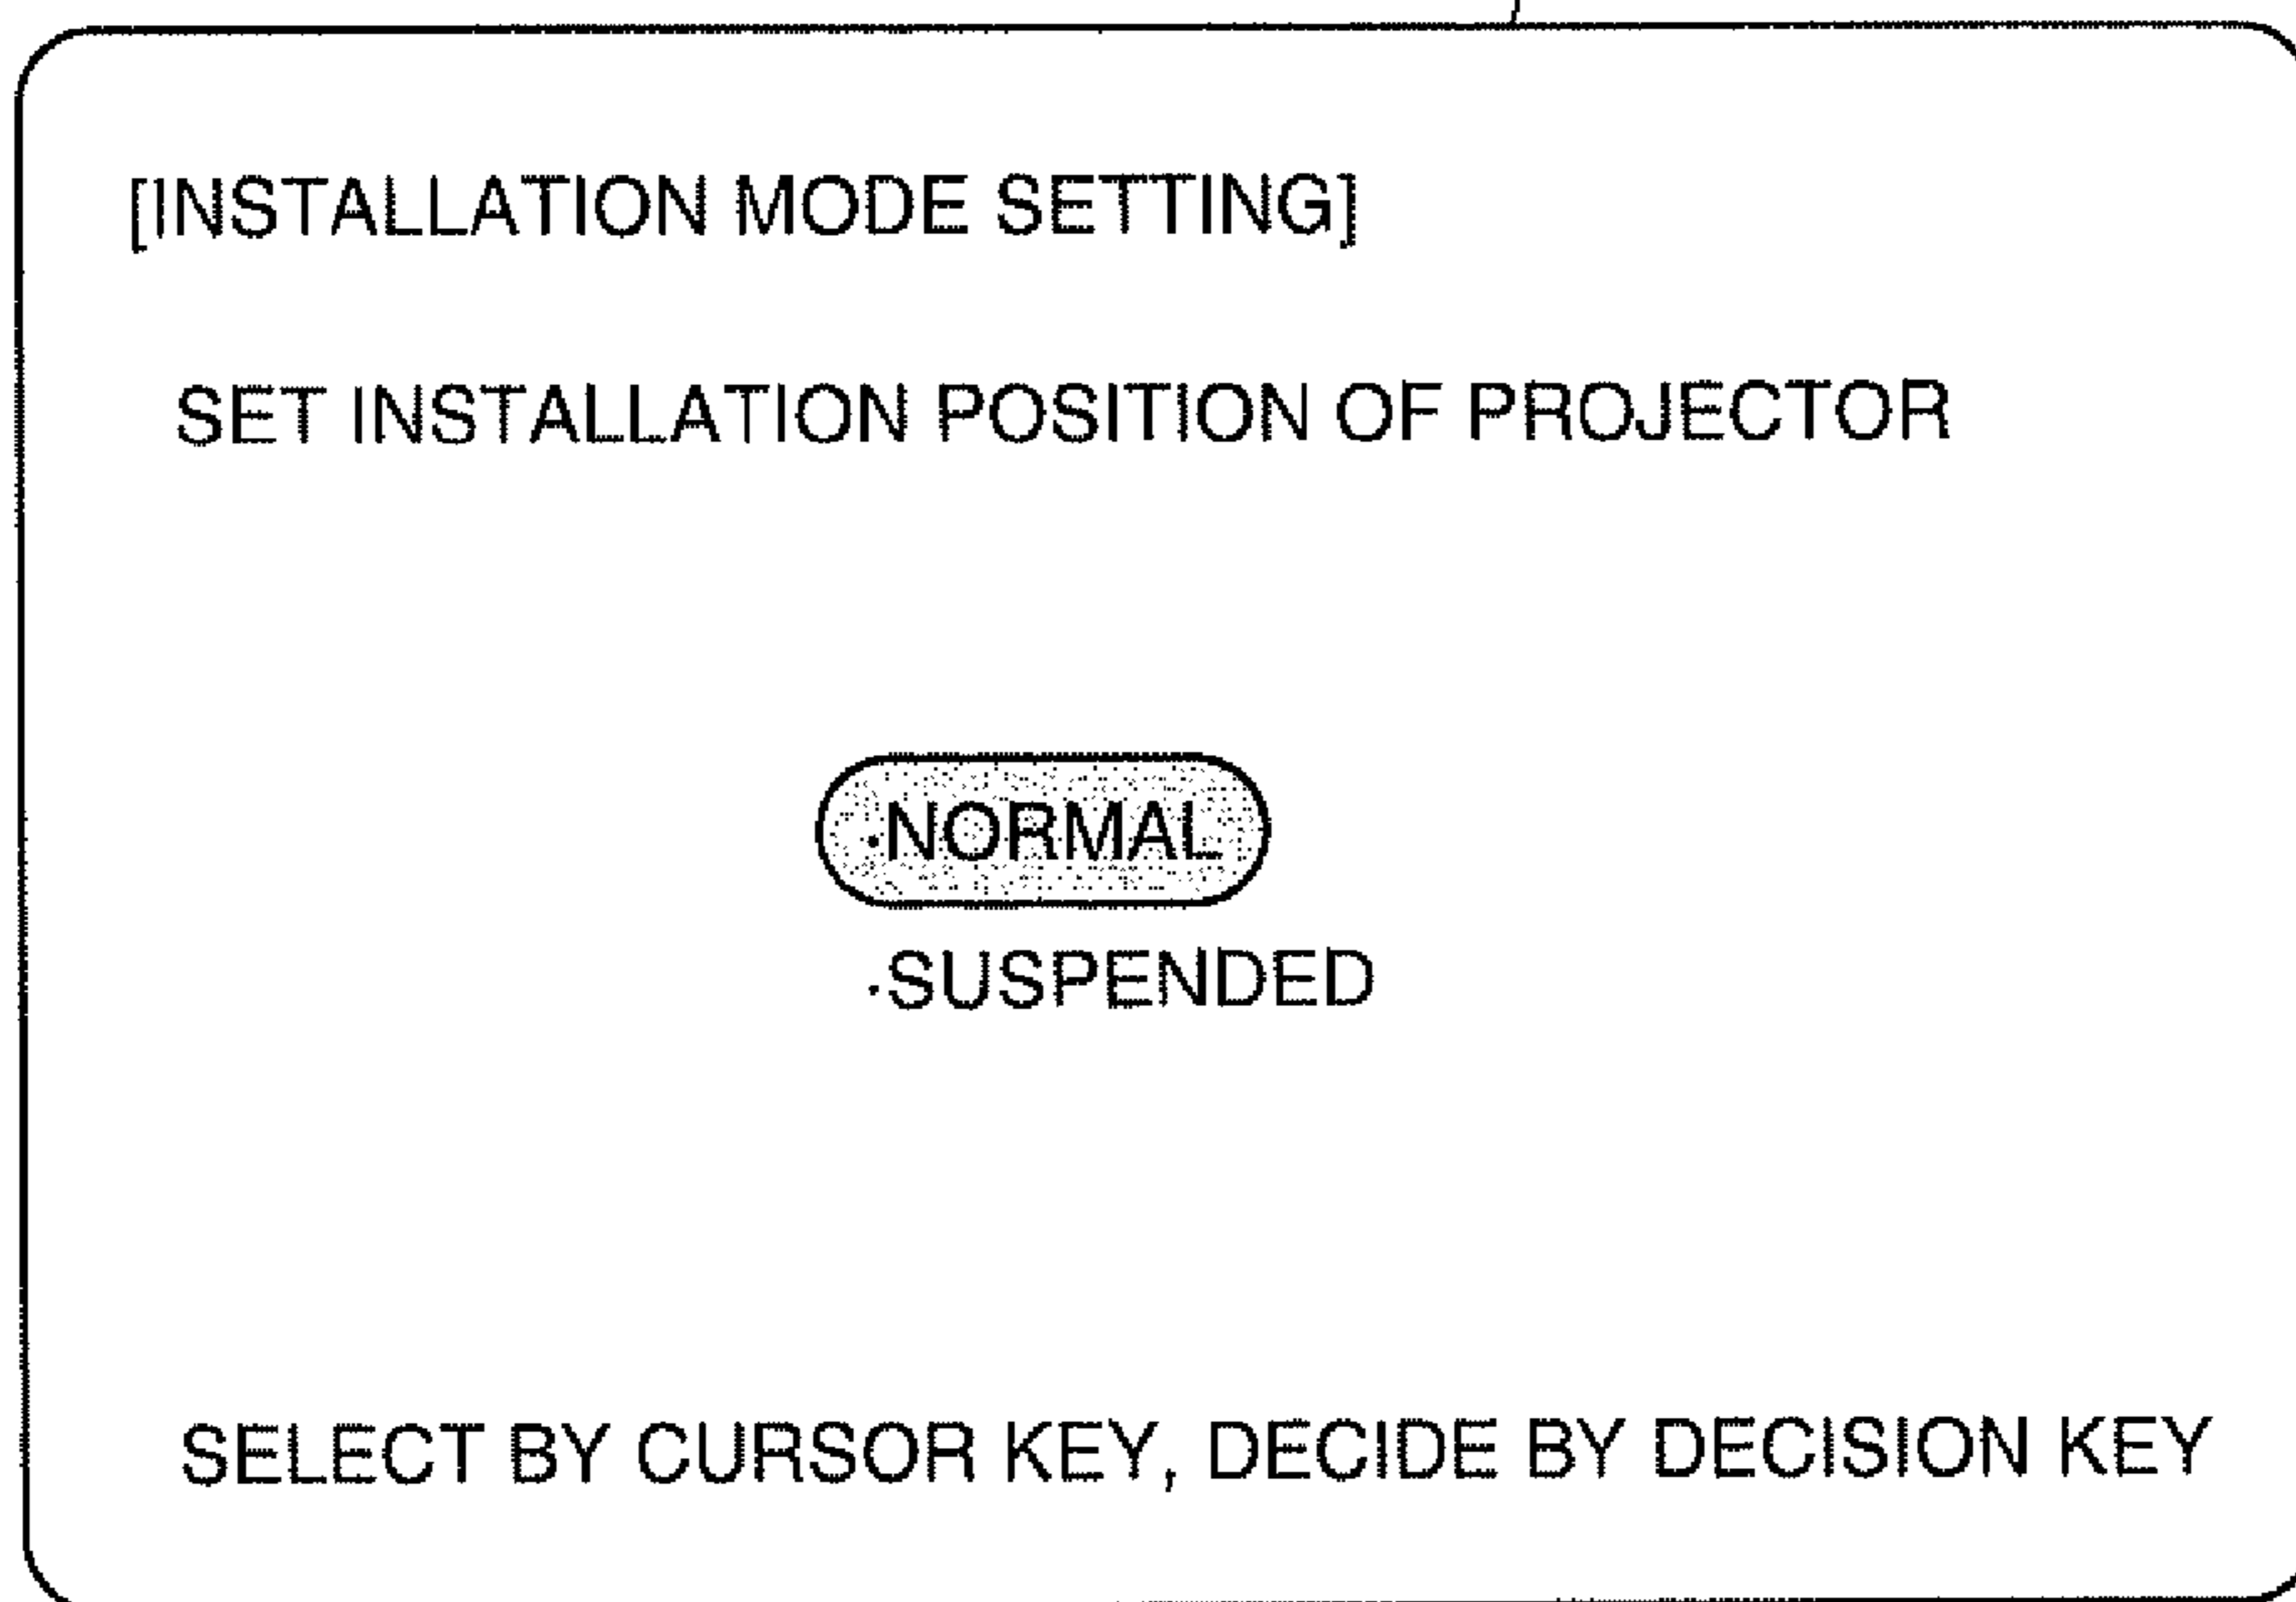 [INSTALLATION MODE SETTING]
SET INSTALLATION POSITION OF PROJECTOR
·NORMAL
·SUSPENDED
SELECT BY CURSOR KEY, DECIDE BY DECISION KEY